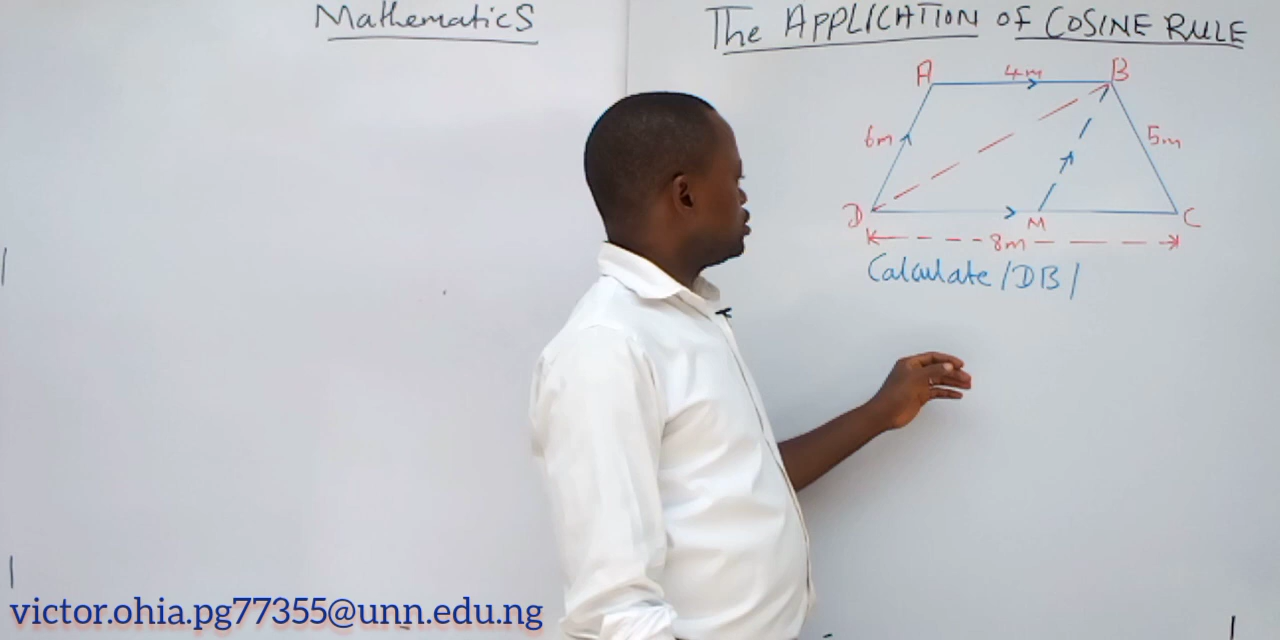 Mathematics
The APPLICATION OF COSINE RULE
A 4m B
6m 5m
D M C
8m
Calculate /DB/
victor.ohia.pg77355@unn.edu.ng